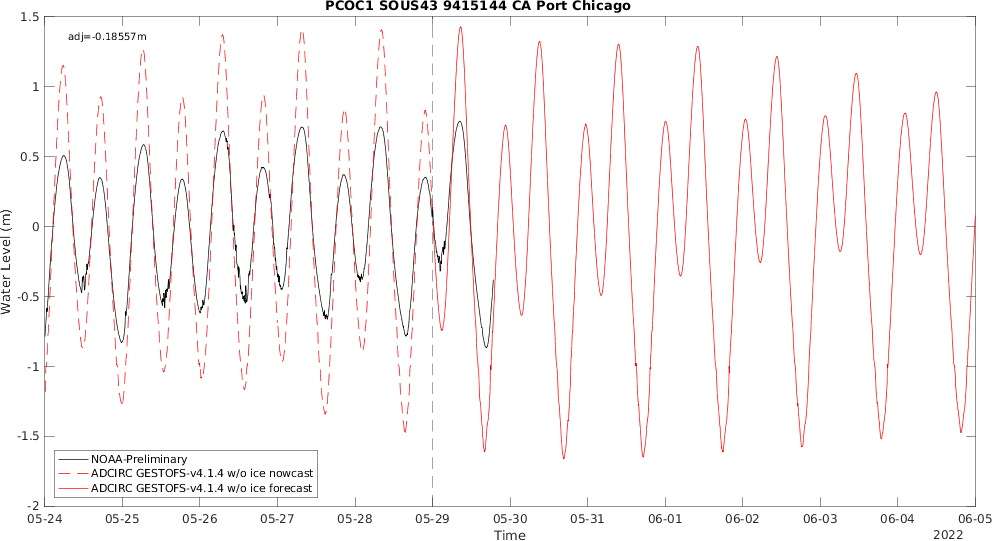 PCOC1 SOUS43 9415144 CA Port Chicago
adj=-0.18557m
1.5
1
0.5
0
-0.5
-1
-1.5
-2
Water Level (m)
NOAA-Preliminary
ADCIRC GESTOFS-v4.1.4 w/o ice nowcast
ADCIRC GESTOFS-v4.1.4 w/o ice forecast
05-24 05-25 05-26 05-27 05-28 05-29 05-30 05-31 06-01 06-02 06-03 06-04 06-05
Time
2022